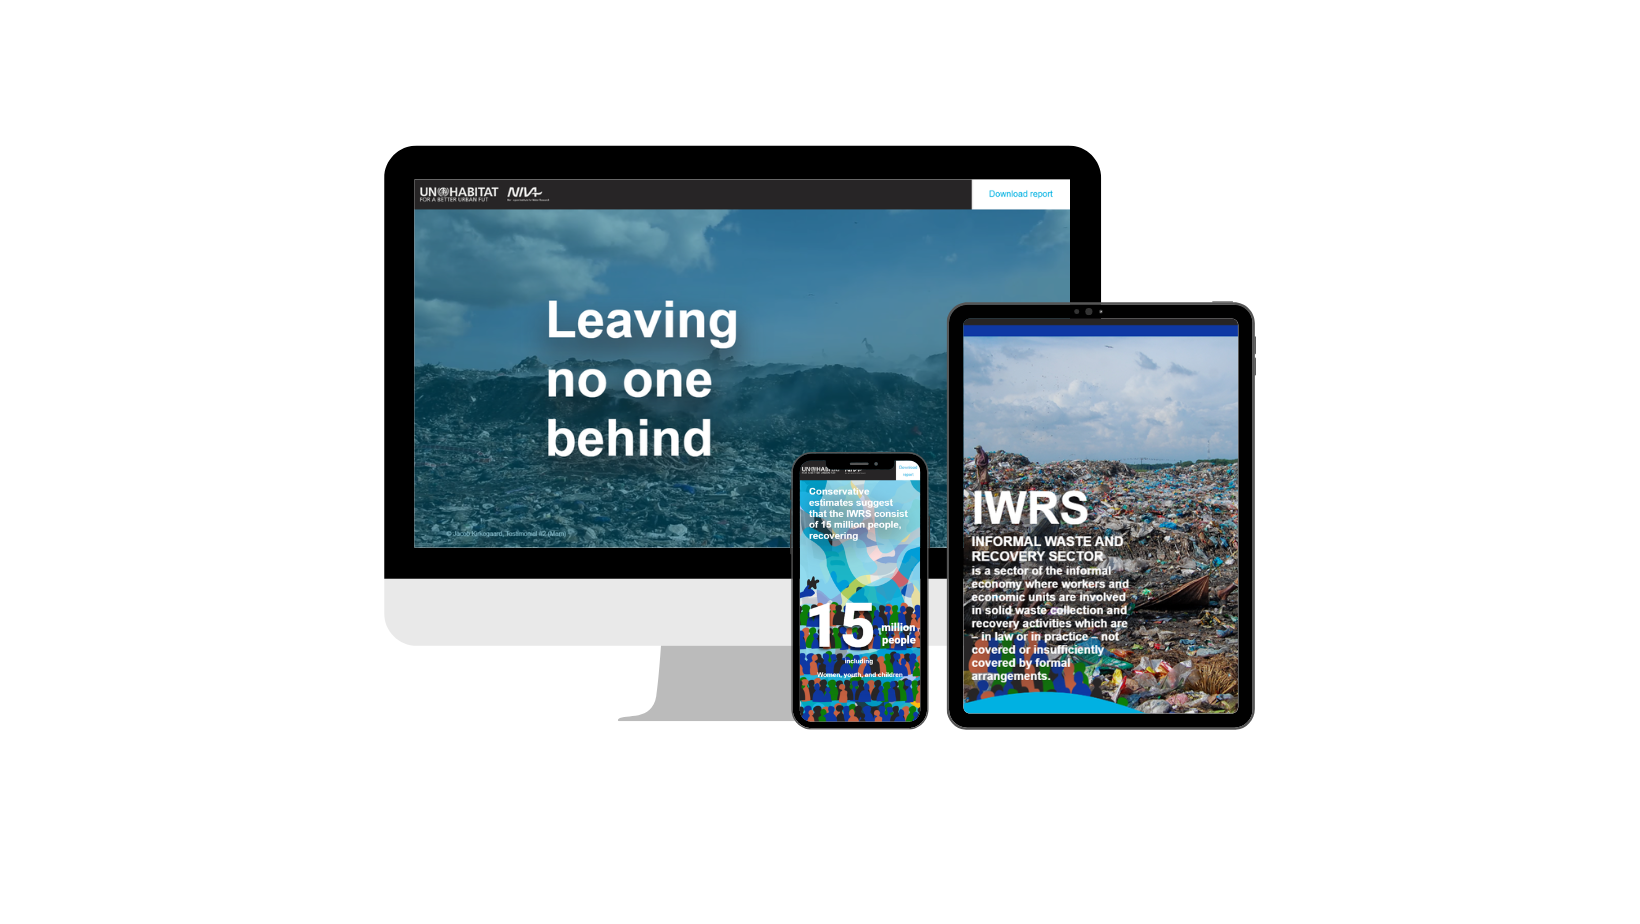 UN HABITAT
FOR A BETTER URBAN FUT
NIVA
Download report
Leaving
no one
behind
© Jacob Kirkegaard, Testimonial #2 (Mam)
UN HABITAT
Download
report
Conservative
estimates suggest
that the IWRS consist
of 15 million people,
recovering
15
million
people
including
Women, youth, and children
IWRS
INFORMAL WASTE AND
RECOVERY SECTOR
is a sector of the informal
economy where workers and
economic units are involved
in solid waste collection and
recovery activities which are
– in law or in practice – not
covered or insufficiently
covered by formal
arrangements.